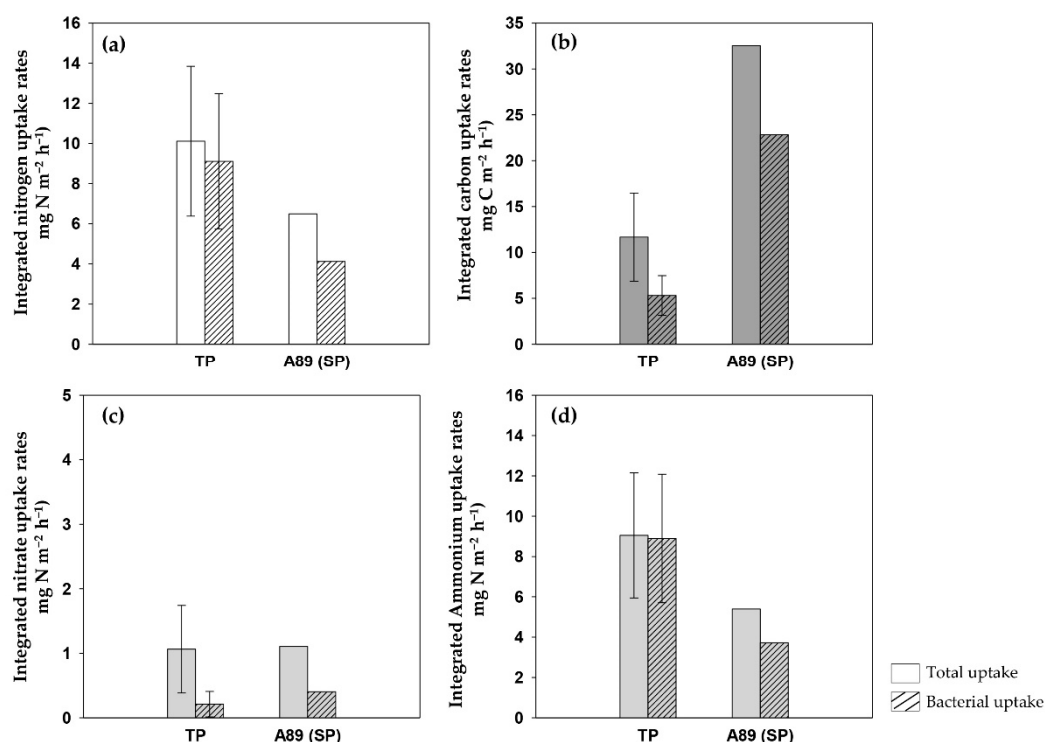 (a)
Integrated nitrogen uptake rates
mg N m⁻² h⁻¹)
16
14
12
10
8
6
4
2
0
TP A89 (SP)
(b)
Integrated carbon uptake rates
mg C m⁻² h⁻¹)
35
30
25
20
15
10
5
0
TP A89 (SP)
(c)
Integrated nitrate uptake rates
mg N m⁻² h⁻¹)
5
4
3
2
1
0
TP A89 (SP)
(d)
Integrated Ammonium uptake rates
mg N m⁻² h⁻¹)
16
14
12
10
8
6
4
2
0
TP A89 (SP)
Total uptake
Bacterial uptake